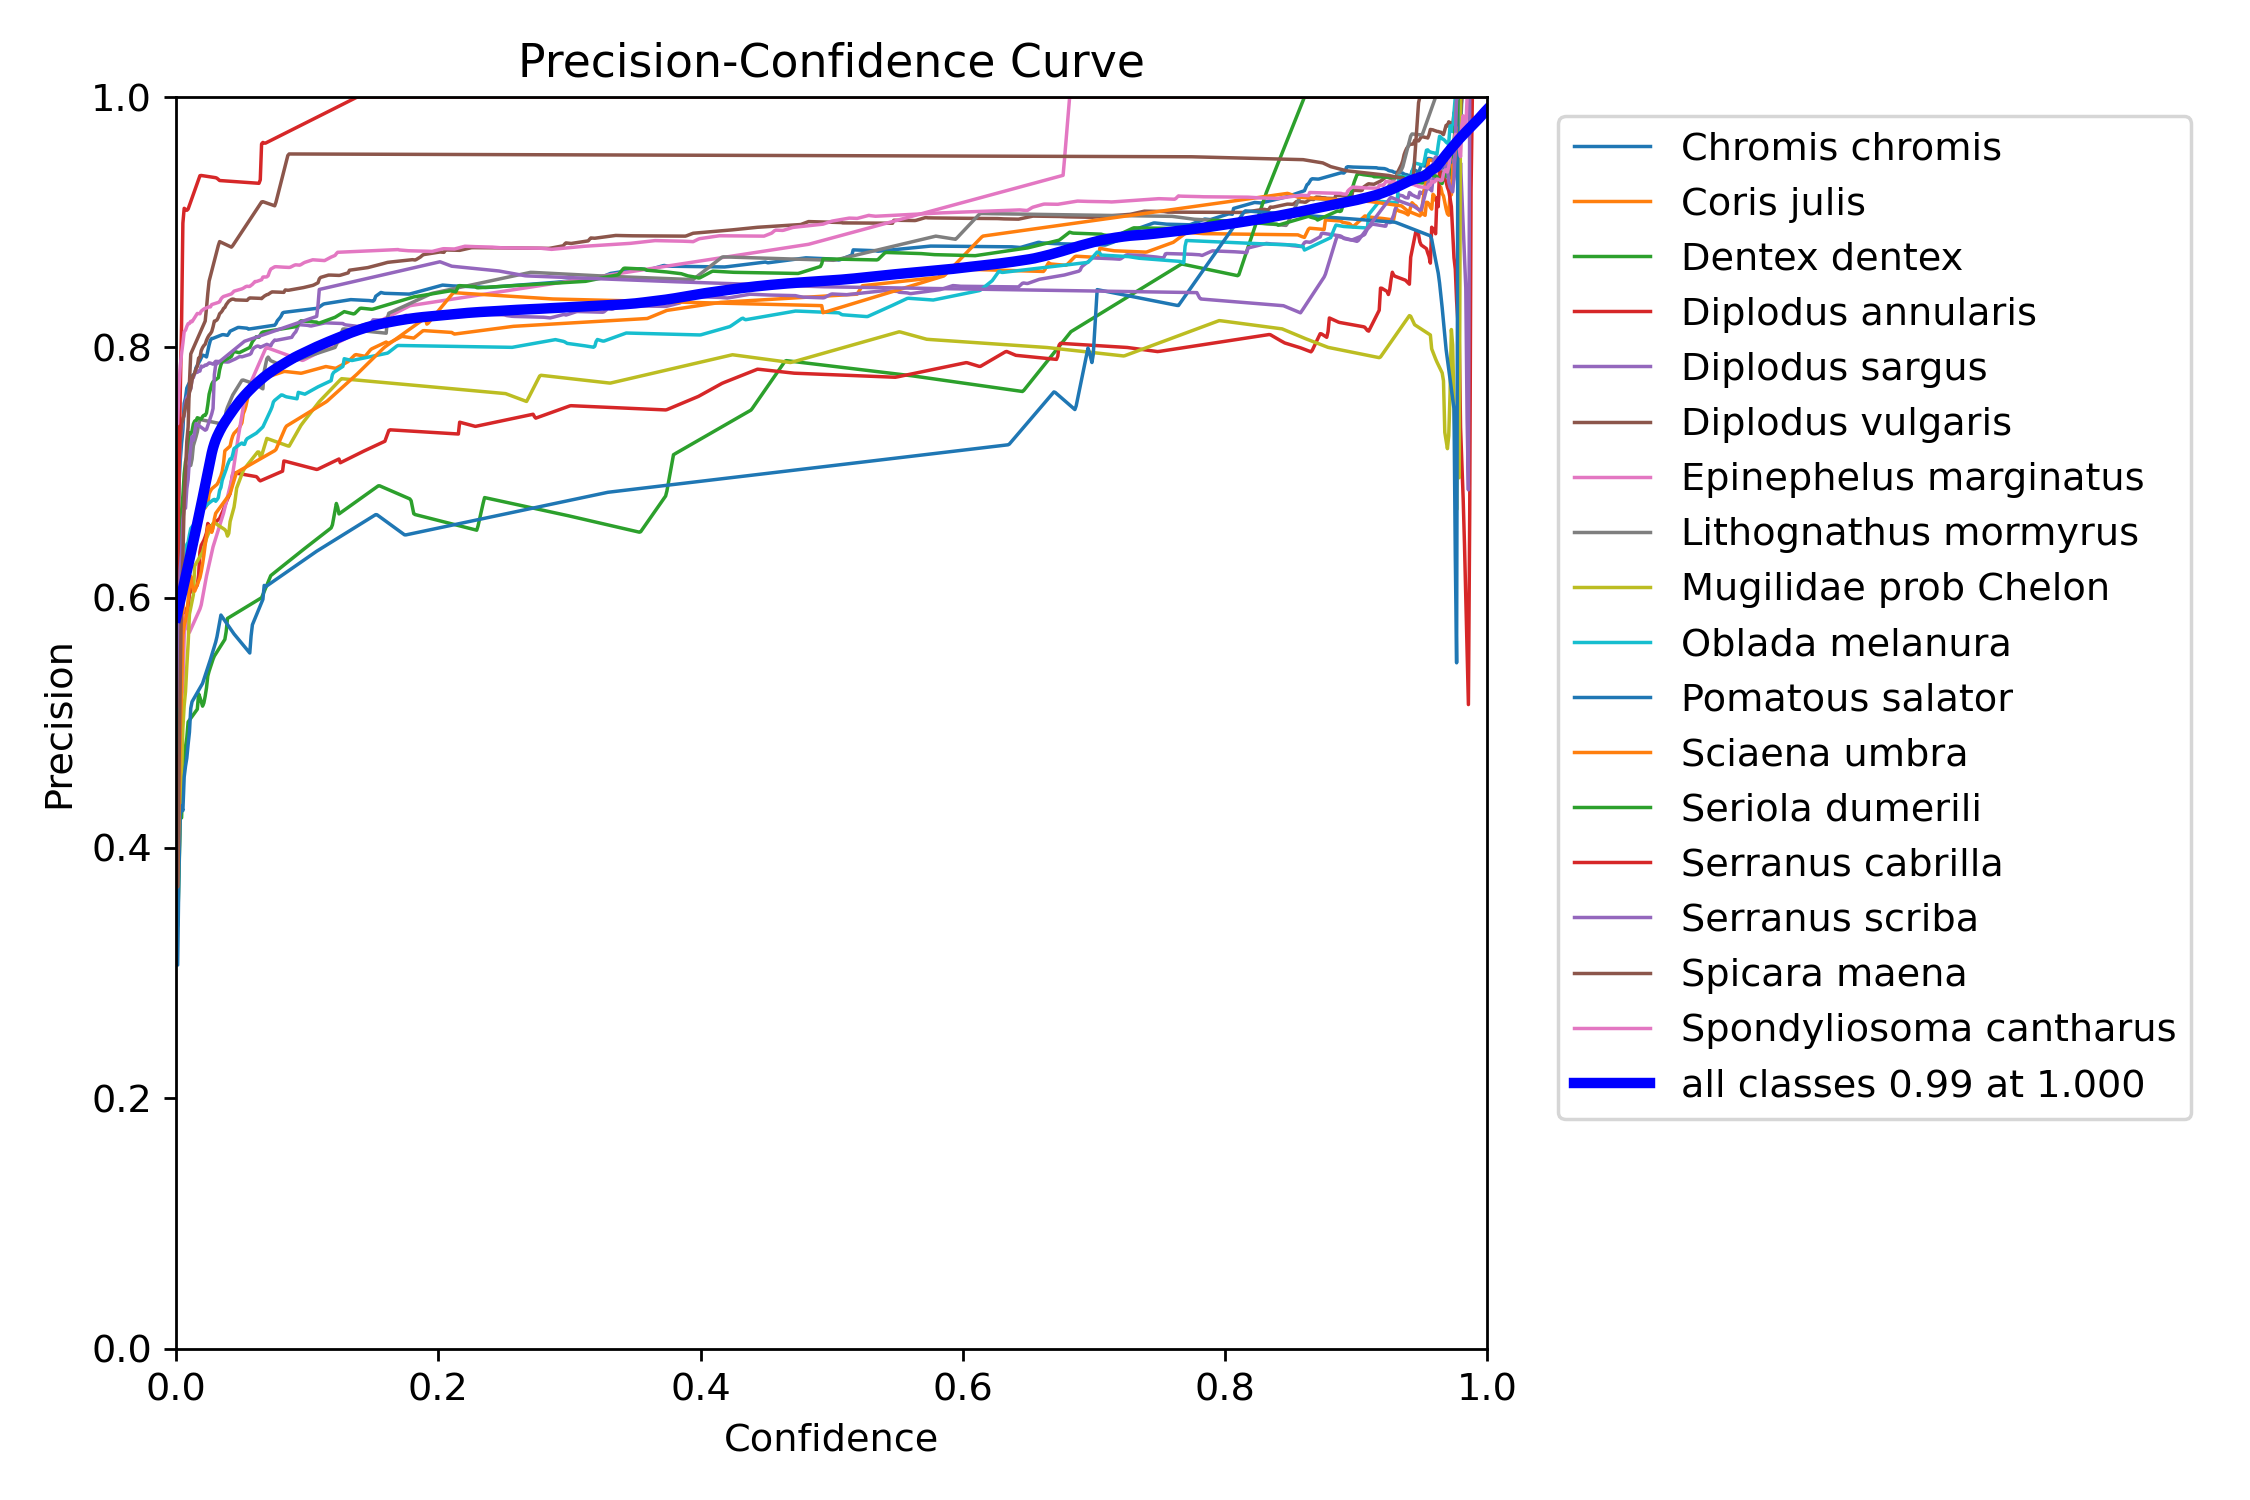 Precision-Confidence Curve
1.0
0.8
0.6
0.4
0.2
0.0
Precision
0.0 0.2 0.4 0.6 0.8 1.0
Confidence
Chromis chromis
Coris julis
Dentex dentex
Diplodus annularis
Diplodus sargus
Diplodus vulgaris
Epinephelus marginatus
Lithognathus mormyrus
Mugilidae prob Chelon
Oblada melanura
Pomatous salator
Sciaena umbra
Seriola dumerili
Serranus cabrilla
Serranus scriba
Spicara maena
Spondyliosoma cantharus
all classes 0.99 at 1.000